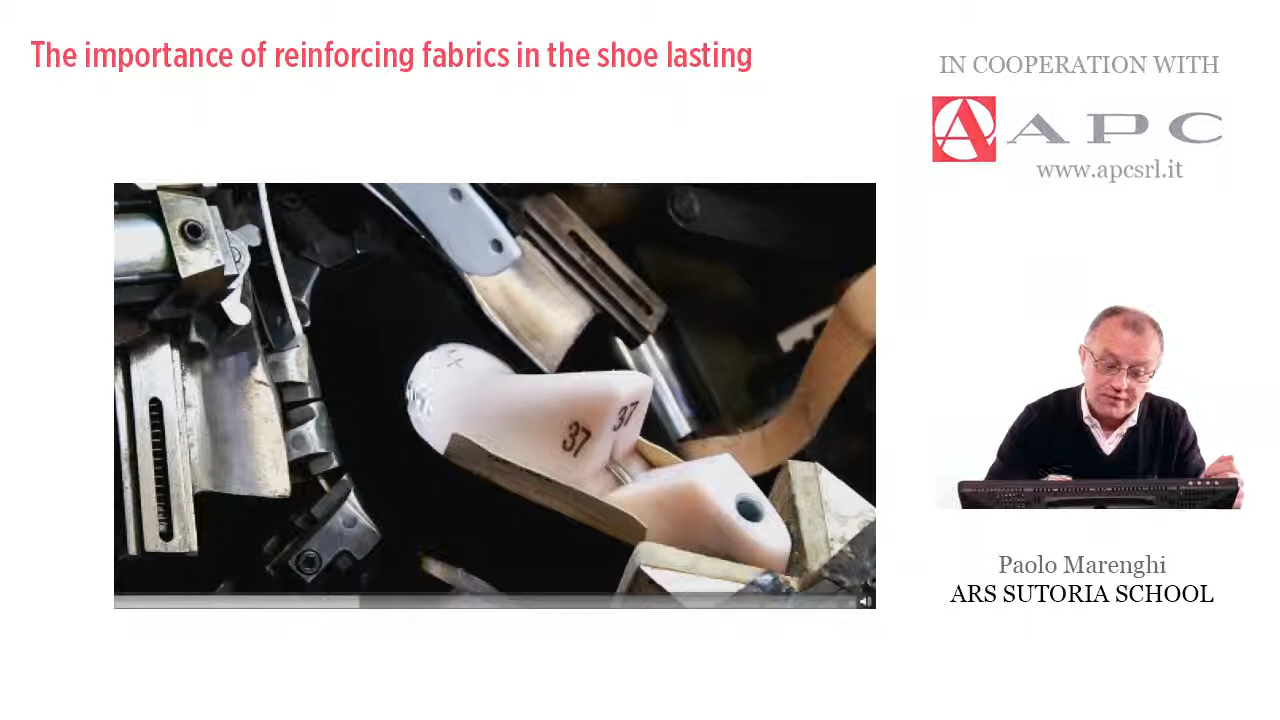 The importance of reinforcing fabrics in the shoe lasting
IN COOPERATION WITH
A APC
www.apcsrl.it
37
37
Paolo Marenghi
ARS SUTORIA SCHOOL